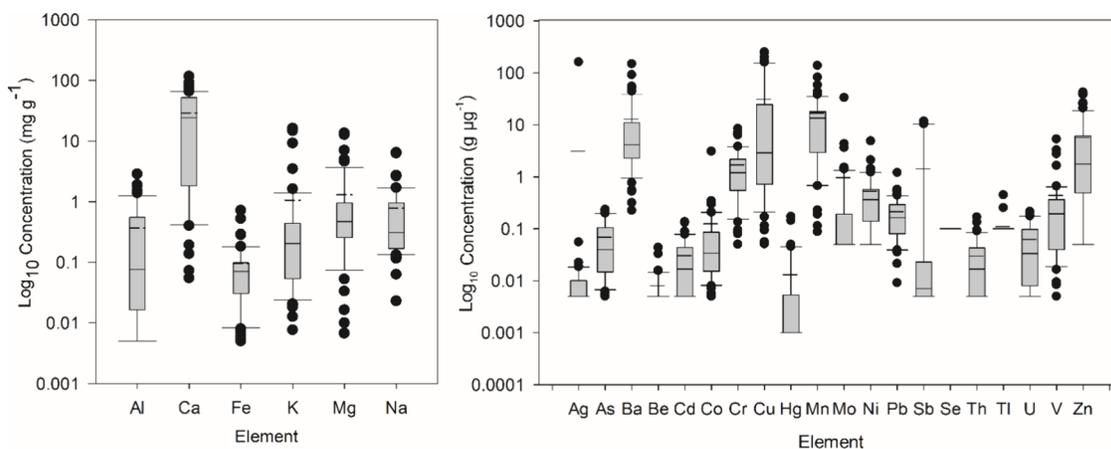 1000
100
10
1
0.1
0.01
0.001
Log10 Concentration (mg g-1)
Al Ca Fe K Mg Na
Element
1000
100
10
1
0.1
0.01
0.001
0.0001
Log10 Concentration (g µg-1)
Ag As Ba Be Cd Co Cr Cu Hg Mn Mo Ni Pb Sb Se Th Tl U V Zn
Element